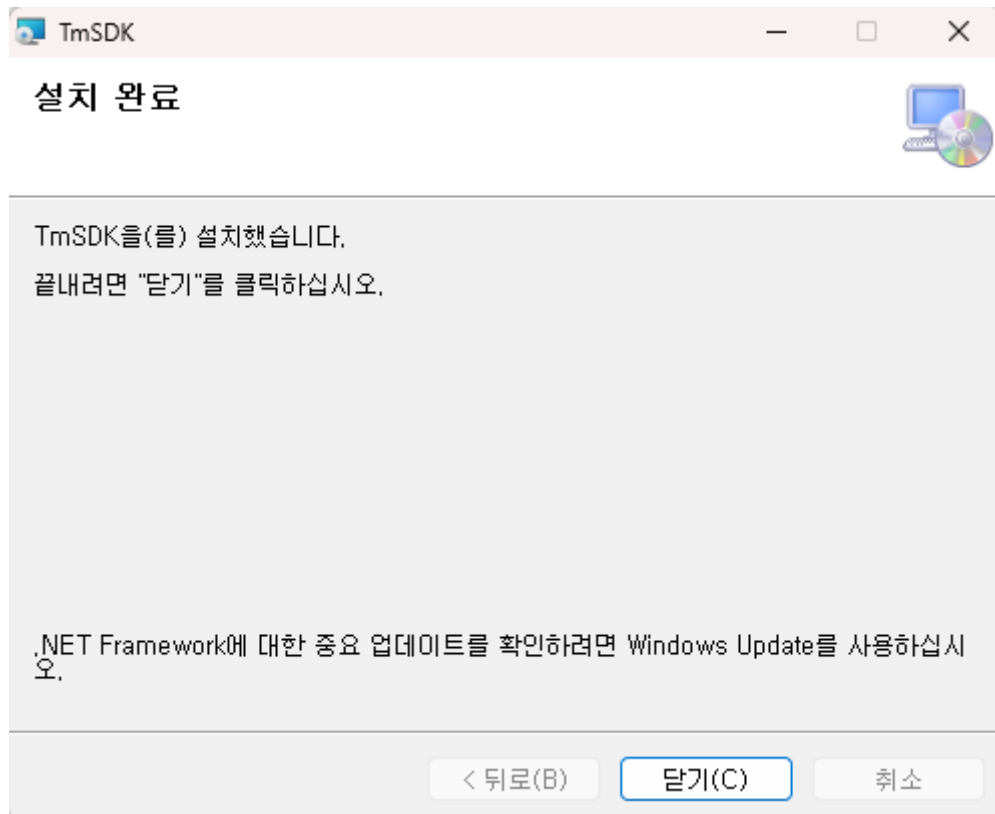 TmSDK
설치 완료
TmSDK을(를) 설치했습니다.
끝내려면 "닫기"를 클릭하십시오.
.NET Framework에 대한 중요 업데이트를 확인하려면 Windows Update를 사용하십시
오.
< 뒤로(B)
닫기(C)
취소